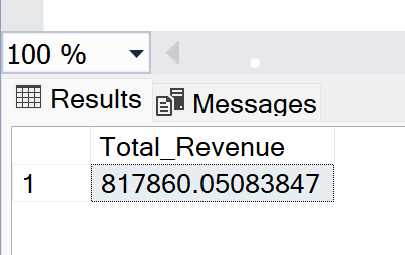 100 %
Results Messages
Total_Revenue
1 817860.05083847